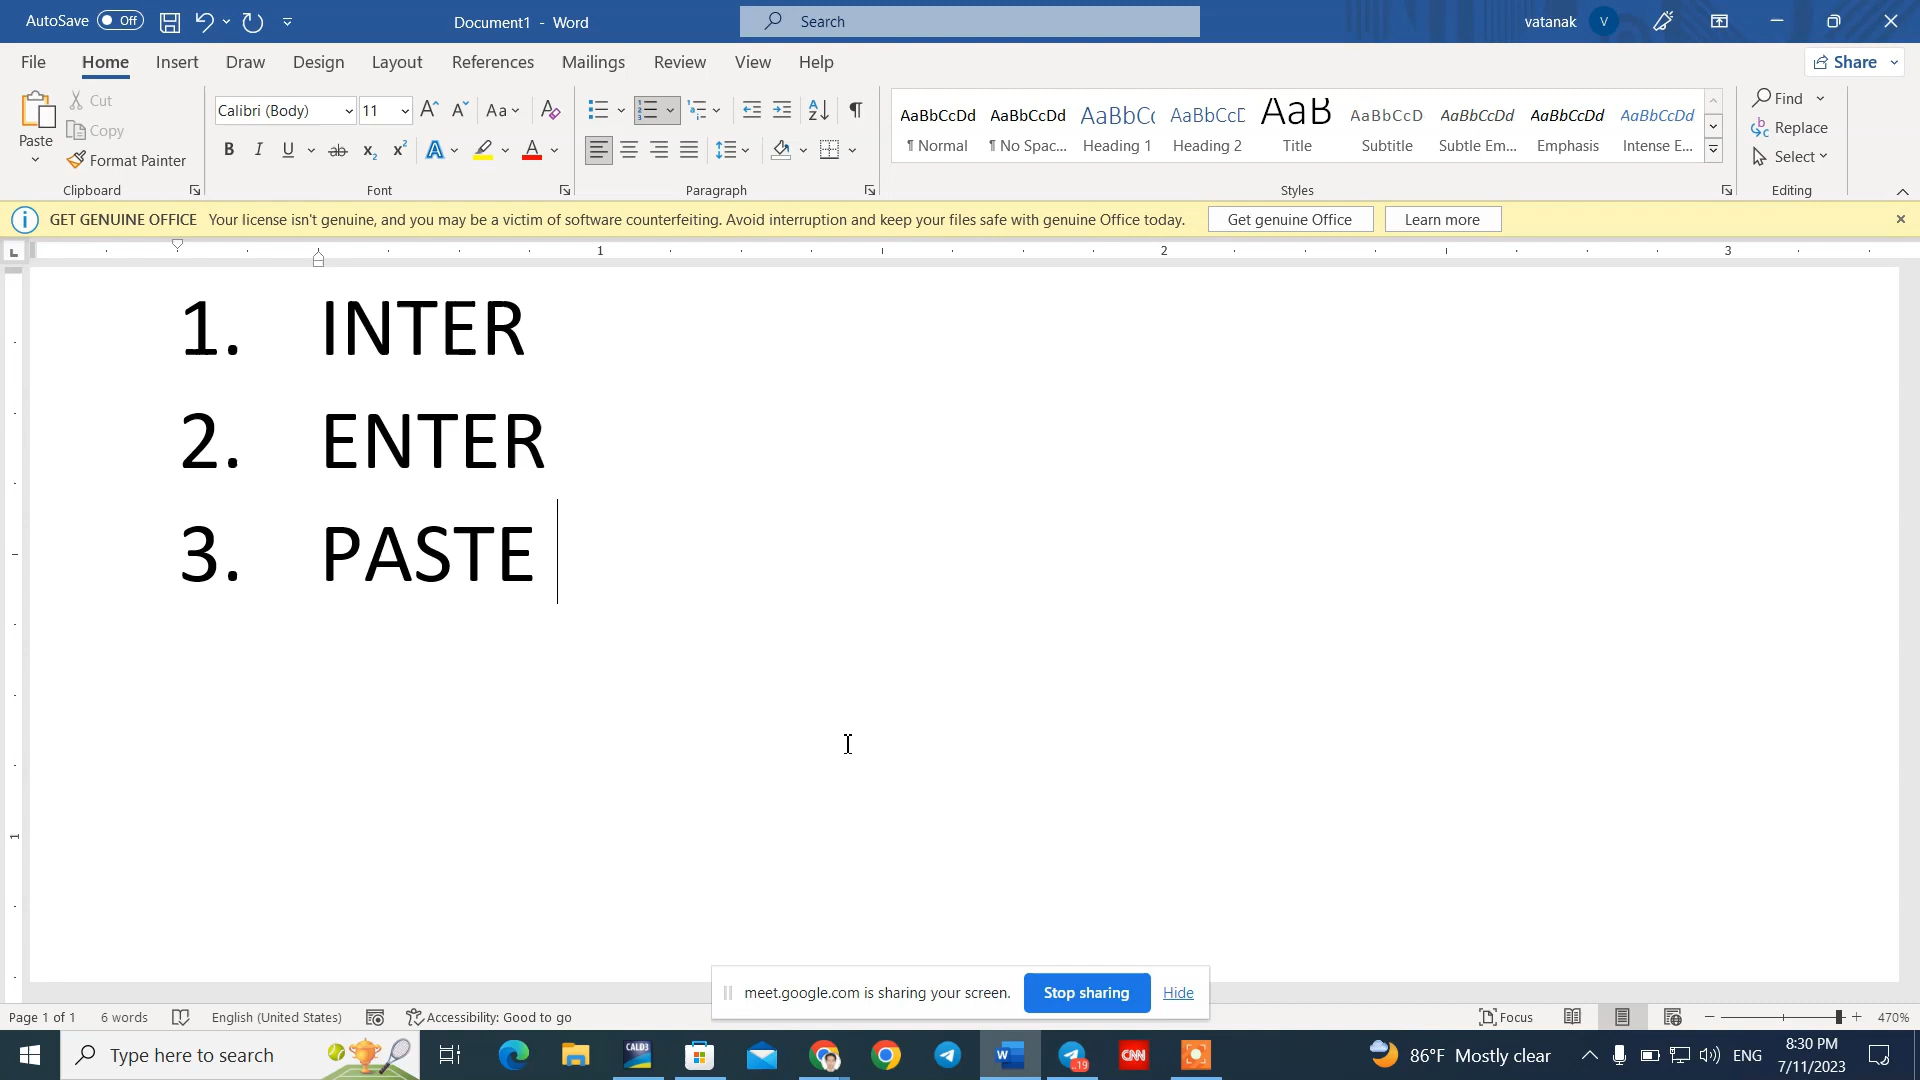 AutoSave Off Document1 - Word Search vatanak V
File Home Insert Draw Design Layout References Mailings Review View Help Share
Paste Cut Copy Format Painter Clipboard
Calibri (Body) 11 Aa Font
Paragraph
AaBbCcDd AaBbCcDd AaBbCc AaBbCcE AaB AaBbCcD AaBbCcDd AaBbCcDd AaBbCcDd
¶ Normal ¶ No Spac... Heading 1 Heading 2 Title Subtitle Subtle Em... Emphasis Intense E...
Styles
Find Replace Select Editing
GET GENUINE OFFICE Your license isn't genuine, and you may be a victim of software counterfeiting. Avoid interruption and keep your files safe with genuine Office today. Get genuine Office Learn more
1 2 3
1. INTER
2. ENTER
3. PASTE
1
meet.google.com is sharing your screen. Stop sharing Hide
Page 1 of 1 6 words English (United States) Accessibility: Good to go Focus 470%
Type here to search CALD3 19 CNN 86°F Mostly clear ENG 8:30 PM
7/11/2023